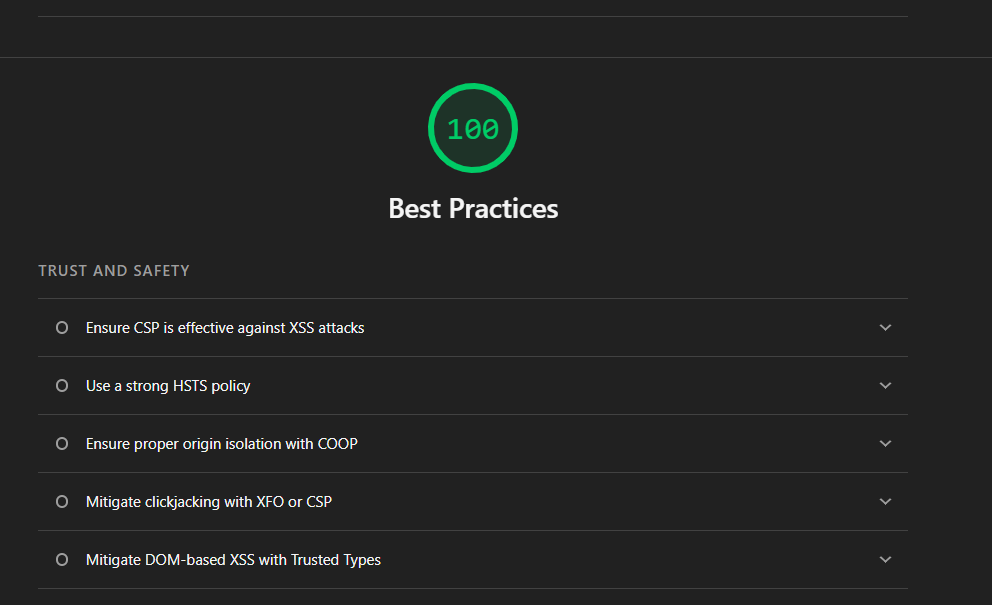 100
Best Practices
TRUST AND SAFETY
Ensure CSP is effective against XSS attacks
Use a strong HSTS policy
Ensure proper origin isolation with COOP
Mitigate clickjacking with XFO or CSP
Mitigate DOM-based XSS with Trusted Types